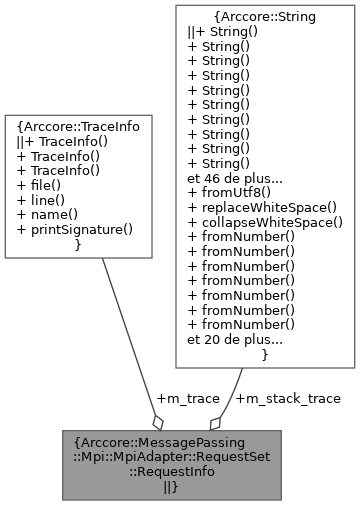 {Arccore::String
||+ String()
+ String()
+ String()
+ String()
+ String()
+ String()
+ String()
+ String()
+ String()
+ String()
et 46 de plus...
+ fromUtf8()
+ replaceWhiteSpace()
+ collapseWhiteSpace()
+ fromNumber()
+ fromNumber()
+ fromNumber()
+ fromNumber()
+ fromNumber()
+ fromNumber()
+ fromNumber()
et 20 de plus...
}
{Arccore::TraceInfo
||+ TraceInfo()
+ TraceInfo()
+ TraceInfo()
+ file()
+ line()
+ name()
+ printSignature()
}
+m_trace
+m_stack_trace
{Arccore::MessagePassing
::Mpi::MpiAdapter::RequestSet
::RequestInfo
||}